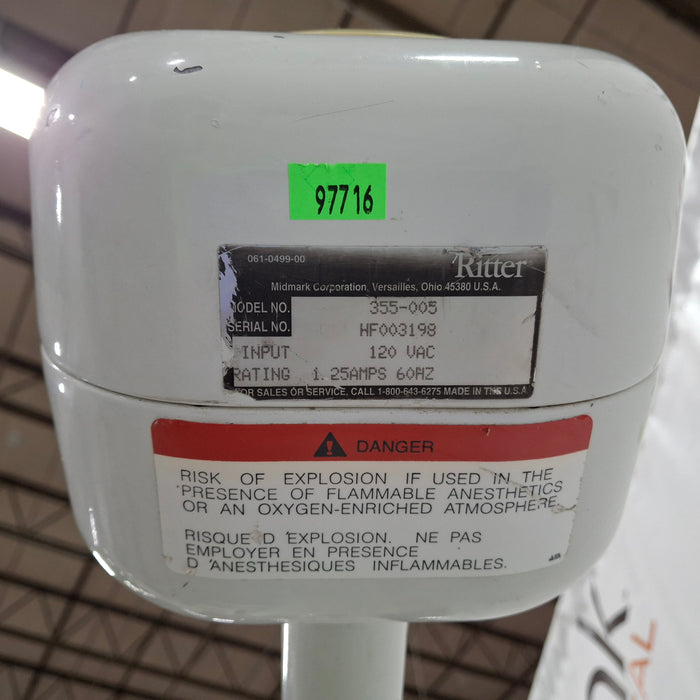 97716
061-0499-00
Ritter
Midmark Corporation, Versailles, Ohio 45380 U.S.A.
MODEL NO. 355-005
SERIAL NO. HF003198
INPUT 120 VAC
RATING 1.25AMPS 60HZ
FOR SALES OR SERVICE, CALL 1-800-643-6275 MADE IN THE U.S.A
DANGER
RISK OF EXPLOSION IF USED IN THE
PRESENCE OF FLAMMABLE ANESTHETICS
OR AN OXYGEN-ENRICHED ATMOSPHERE.
RISQUE D'EXPLOSION. NE PAS
EMPLOYER EN PRESENCE
D'ANESTHESIQUES INFLAMMABLES.